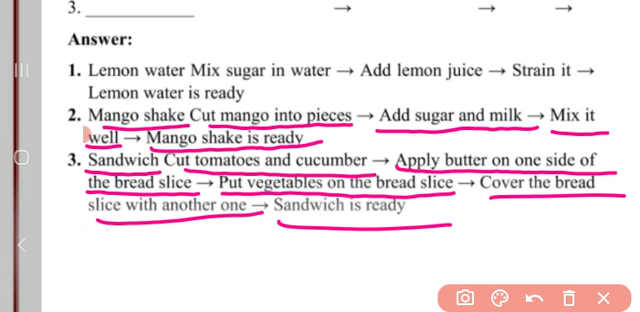 3. ____________ → → →
Answer:
1. Lemon water Mix sugar in water → Add lemon juice → Strain it →
Lemon water is ready
2. Mango shake Cut mango into pieces → Add sugar and milk → Mix it
well → Mango shake is ready
3. Sandwich Cut tomatoes and cucumber → Apply butter on one side of
the bread slice → Put vegetables on the bread slice → Cover the bread
slice with another one → Sandwich is ready